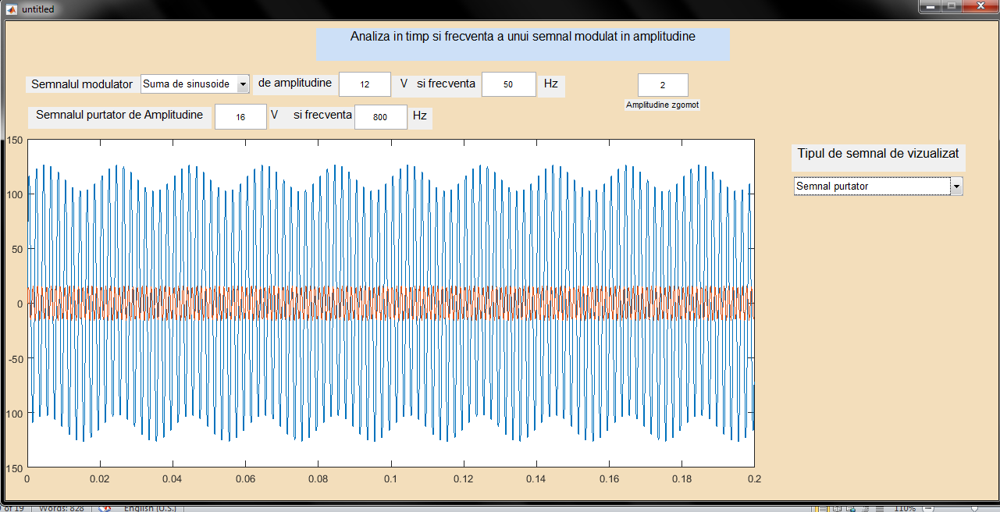 untitled
Analiza in timp si frecventa a unui semnal modulat in amplitudine
Semnalul modulator Suma de sinusoide de amplitudine 12 V si frecventa 50 Hz 2
Amplitudine zgomot
Semnalul purtator de Amplitudine 16 V si frecventa 800 Hz
Tipul de semnal de vizualizat
Semnal purtator
150
100
50
0
-50
100
150
0 0.02 0.04 0.06 0.08 0.1 0.12 0.14 0.16 0.18 0.2
of 19 Words: 828 English (U.S.) 110%